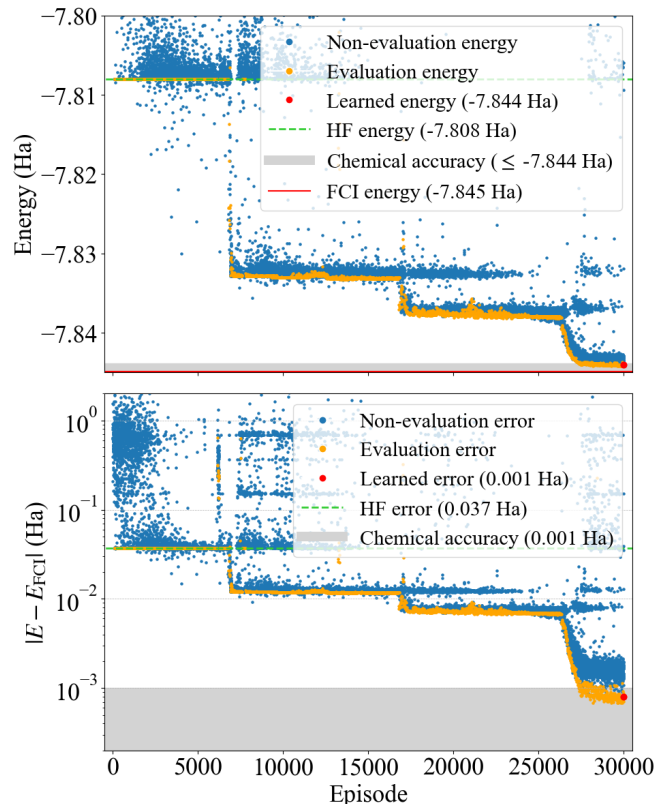 −7.80
−7.81
−7.82
−7.83
−7.84
Energy (Ha)
Non-evaluation energy
Evaluation energy
Learned energy (-7.844 Ha)
HF energy (-7.808 Ha)
Chemical accuracy ( ≤ -7.844 Ha)
FCI energy (-7.845 Ha)
10⁰
10⁻¹
10⁻²
10⁻³
|E − E_FCI| (Ha)
Non-evaluation error
Evaluation error
Learned error (0.001 Ha)
HF error (0.037 Ha)
Chemical accuracy (0.001 Ha)
0 5000 10000 15000 20000 25000 30000
Episode